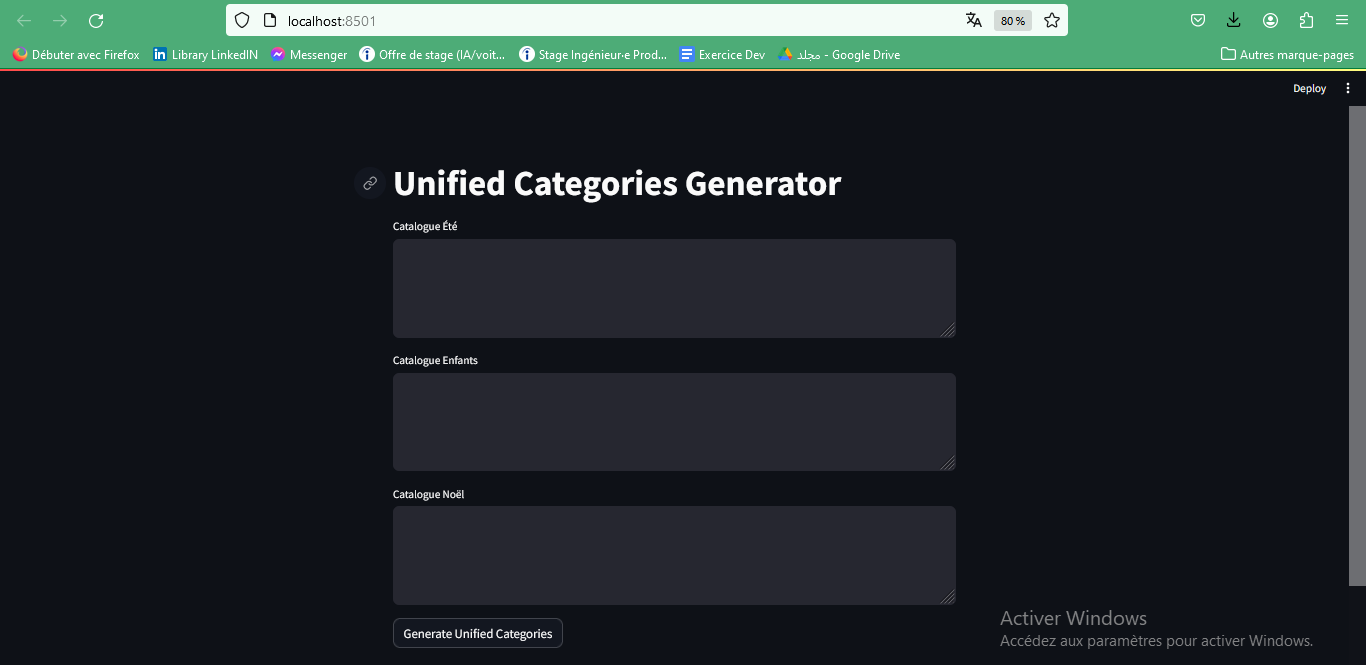 localhost:8501
80 %
Débuter avec Firefox
Library LinkedIN
Messenger
Offre de stage (IA/voit...
Stage Ingénieur·e Prod...
Exercice Dev
مجلد - Google Drive
Autres marque-pages
Deploy
Unified Categories Generator
Catalogue Été
Catalogue Enfants
Catalogue Noël
Generate Unified Categories
Activer Windows
Accédez aux paramètres pour activer Windows.